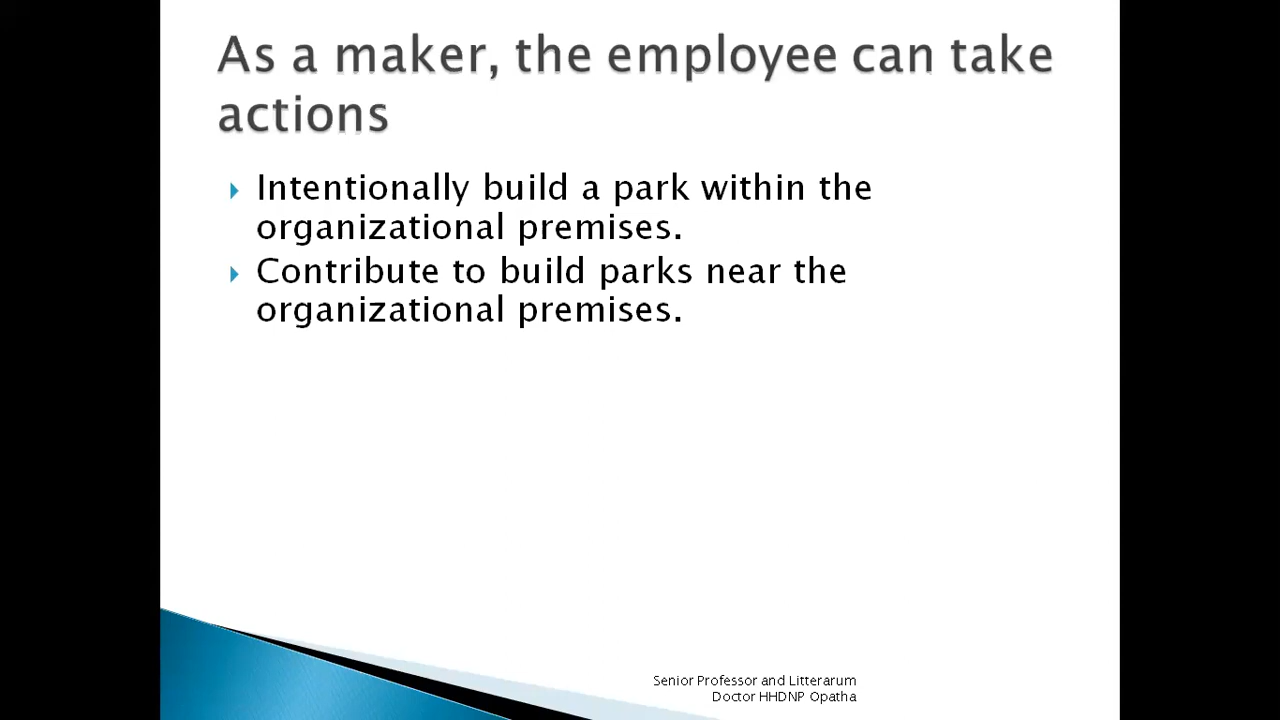 As a maker, the employee can take
actions
Intentionally build a park within the
organizational premises.
Contribute to build parks near the
organizational premises.
Senior Professor and Litterarum
Doctor HHDNP Opatha